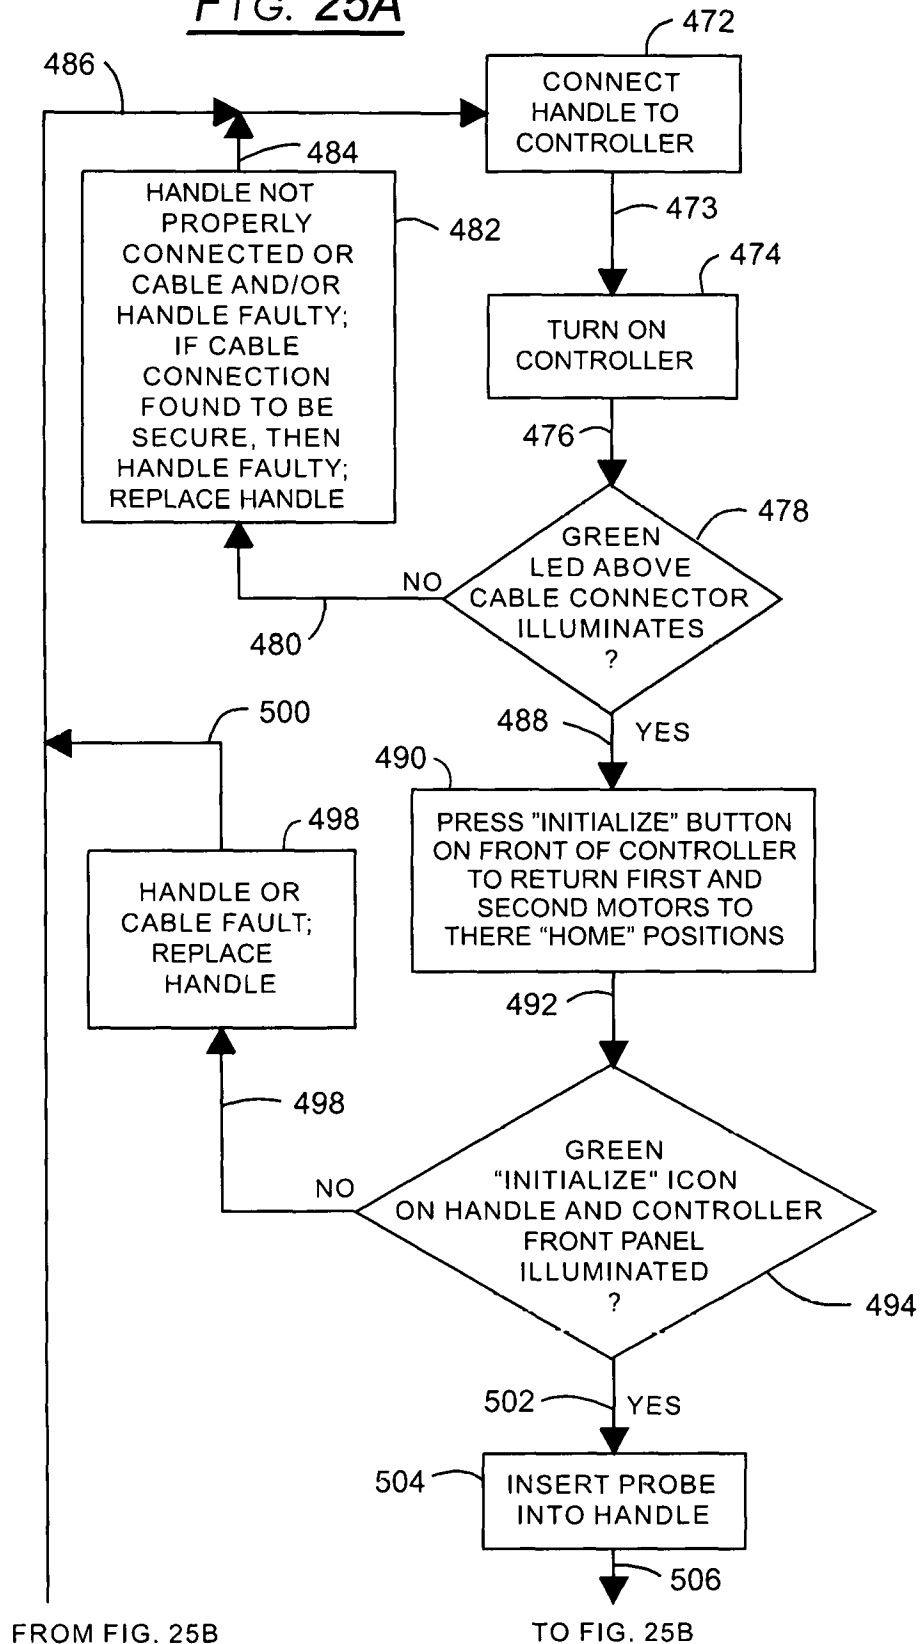 FIG. 25A
472
486
CONNECT
HANDLE TO
CONTROLLER
484
473
HANDLE NOT
PROPERLY
CONNECTED OR
CABLE AND/OR
HANDLE FAULTY;
IF CABLE
CONNECTION
FOUND TO BE
SECURE, THEN
HANDLE FAULTY;
REPLACE HANDLE
482
474
TURN ON
CONTROLLER
476
478
GREEN
LED ABOVE
CABLE CONNECTOR
ILLUMINATES
?
NO
480
500
488
YES
490
PRESS "INITIALIZE" BUTTON
ON FRONT OF CONTROLLER
TO RETURN FIRST AND
SECOND MOTORS TO
THERE "HOME" POSITIONS
498
HANDLE OR
CABLE FAULT;
REPLACE
HANDLE
492
498
GREEN
"INITIALIZE" ICON
ON HANDLE AND CONTROLLER
FRONT PANEL
ILLUMINATED
?
NO
494
502
YES
504
INSERT PROBE
INTO HANDLE
506
FROM FIG. 25B
TO FIG. 25B